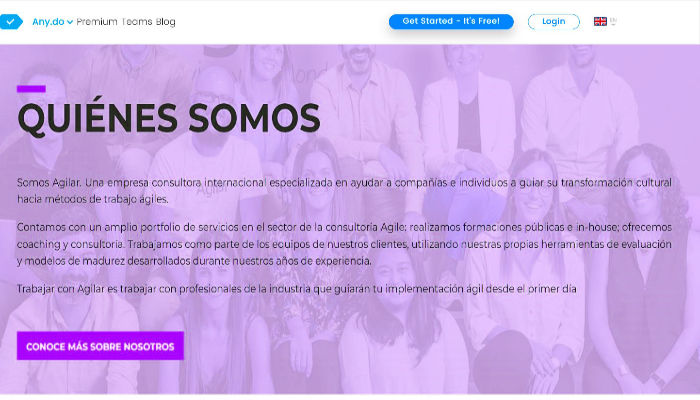 Any.do Premium Teams Blog Get Started - It's Free! Login EN
QUIÉNES SOMOS
Somos Agilar. Una empresa consultora internacional especializada en ayudar a compañías e individuos a guiar su transformación cultural
hacia métodos de trabajo ágiles.
Contamos con un amplio portfolio de servicios en el sector de la consultoría Agile; realizamos formaciones públicas e in-house; ofrecemos
coaching y consultoría. Trabajamos como parte de los equipos de nuestros clientes, utilizando nuestras propias herramientas de evaluación
y modelos de madurez desarrollados durante nuestros años de experiencia.
Trabajar con Agilar es trabajar con profesionales de la industria que guiarán tu implementación ágil desde el primer día
CONOCE MÁS SOBRE NOSOTROS